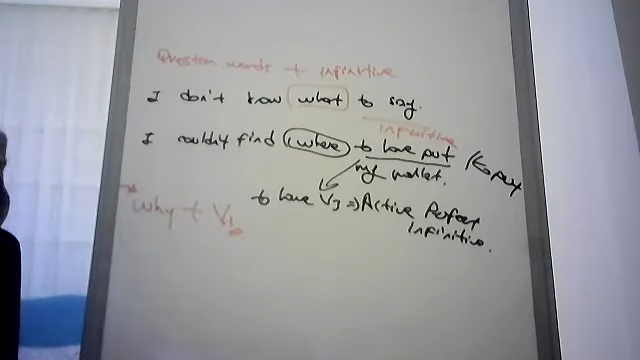 Question words + infinitive
I don't know what to say.
infinitive
I couldn't find where to have put / to put
my wallet.
to have V3 ⇒ Active Perfect
infinitive.
Why + V1